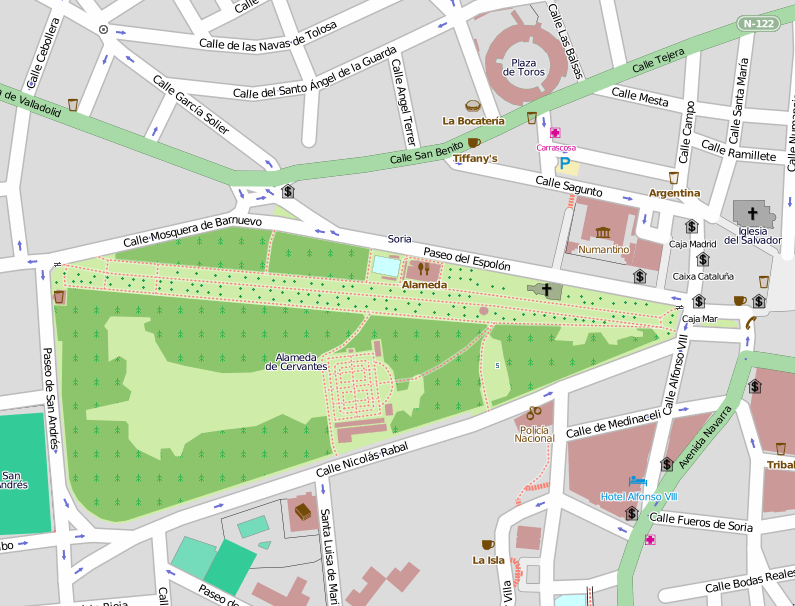 Calle
Calle Cebollera
Calle de las Navas·de Tolosa
Calle Las Balsas
N-122
Plaza
de Toros
Calle Tejera
Calle del Santo Ángel de la Guarda
Calle García Solier
Calle Angel Terrer
a de Valladolid
Calle Mesta
Calle Santa María
Calle Campo
Calle Numancia
La Bocatería
Carrascosa
Calle San Benito
Tiffany's
P
Calle Ramillete
Calle Sagunto
Argentina
Calle·Mosquera de Barnuevo
Soria
Numantino
Iglesia
del Salvador
Caja Madrid
Paseo del Espolón
Caixa Cataluña
Alameda
Caja Mar
Paseo de San Andrés
Alameda
de Cervantes
5
Calle Alfonso·VIII
Calle Nicolás·Rabal
Policía
Nacional
Calle de Medinaceli
Avenida Navarra
Tribal
San
Andrés
Hotel Alfonso VIII
Calle Fueros de Soria
Santa Luisa de Mari
bo
La Isla
Villa
Calle Bodas Reales
Rioja
Cal
Paseo de